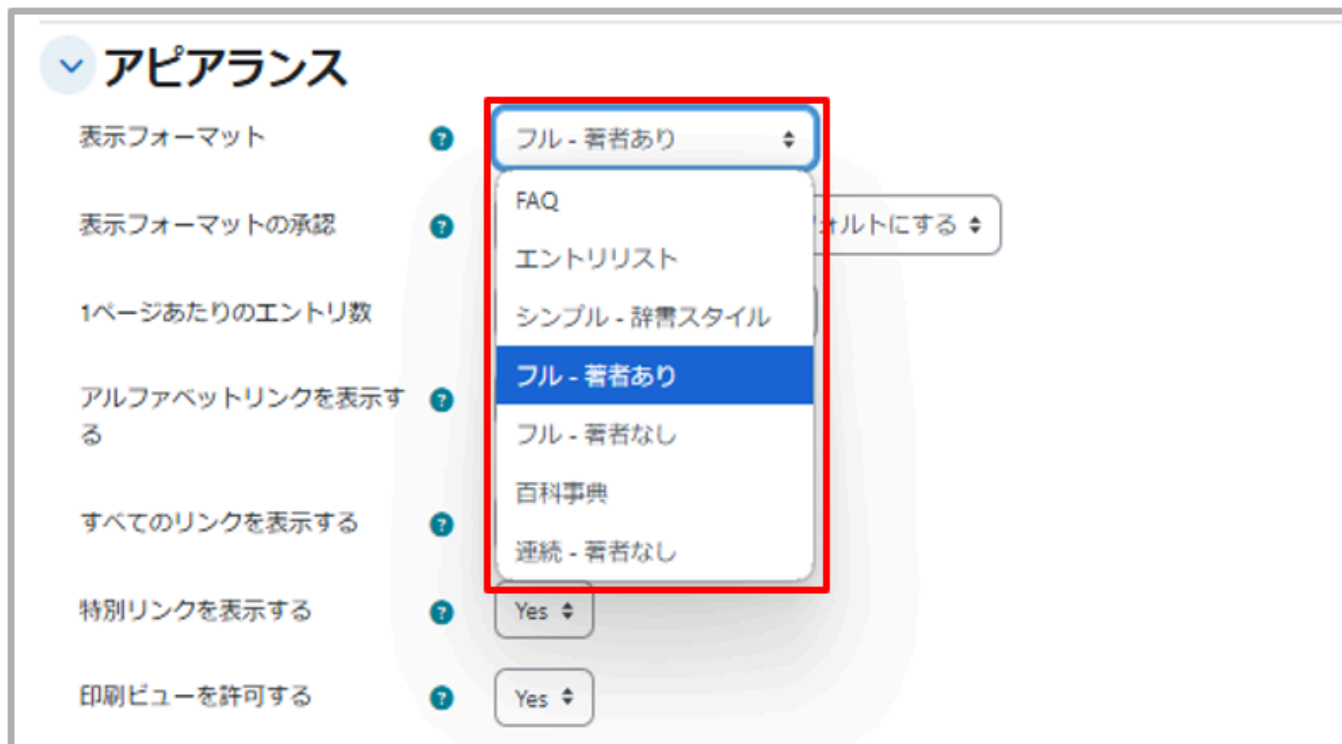 アピアランス
表示フォーマット
フル - 著者あり
FAQ
表示フォーマットの承認
ォルトにする
エントリリスト
1ページあたりのエントリ数
シンプル - 辞書スタイル
フル - 著者あり
アルファベットリンクを表示す
る
フル - 著者なし
百科事典
すべてのリンクを表示する
連続 - 著者なし
特別リンクを表示する
Yes
印刷ビューを許可する
Yes